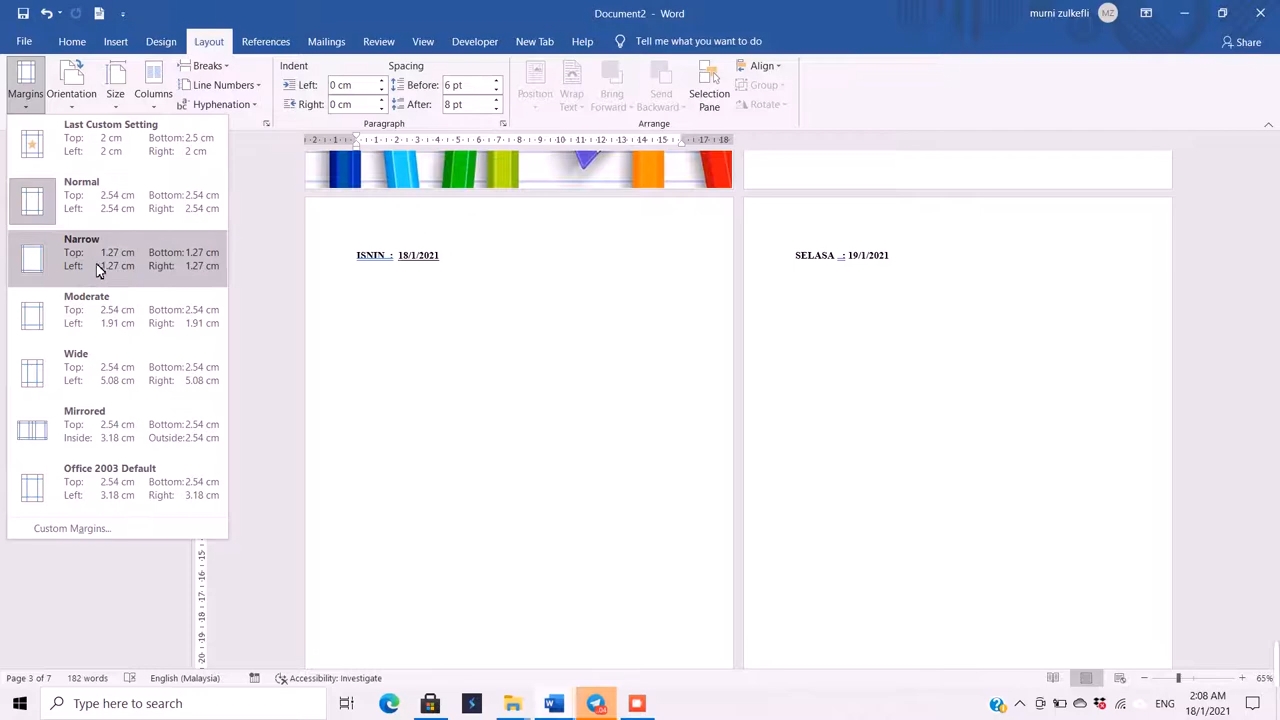 Document2 - Word
murni zulkefli MZ
File Home Insert Design Layout References Mailings Review View Developer New Tab Help Tell me what you want to do Share
Margins
Orientation
Size
Columns
Breaks
Line Numbers
Hyphenation
Indent
Left: 0 cm
Right: 0 cm
Spacing
Before: 6 pt
After: 8 pt
Paragraph
Position
Wrap Text
Bring Forward
Send Backward
Selection Pane
Align
Group
Rotate
Arrange
Last Custom Setting
Top: 2 cm Bottom: 2.5 cm
Left: 2 cm Right: 2 cm
Normal
Top: 2.54 cm Bottom: 2.54 cm
Left: 2.54 cm Right: 2.54 cm
Narrow
Top: 1.27 cm Bottom: 1.27 cm
Left: 1.27 cm Right: 1.27 cm
Moderate
Top: 2.54 cm Bottom: 2.54 cm
Left: 1.91 cm Right: 1.91 cm
Wide
Top: 2.54 cm Bottom: 2.54 cm
Left: 5.08 cm Right: 5.08 cm
Mirrored
Top: 2.54 cm Bottom: 2.54 cm
Inside: 3.18 cm Outside: 2.54 cm
Office 2003 Default
Top: 2.54 cm Bottom: 2.54 cm
Left: 3.18 cm Right: 3.18 cm
Custom Margins...
ISNIN : 18/1/2021
SELASA : 19/1/2021
Page 3 of 7 182 words English (Malaysia) Accessibility: Investigate 65%
Type here to search
ENG
2:08 AM
18/1/2021